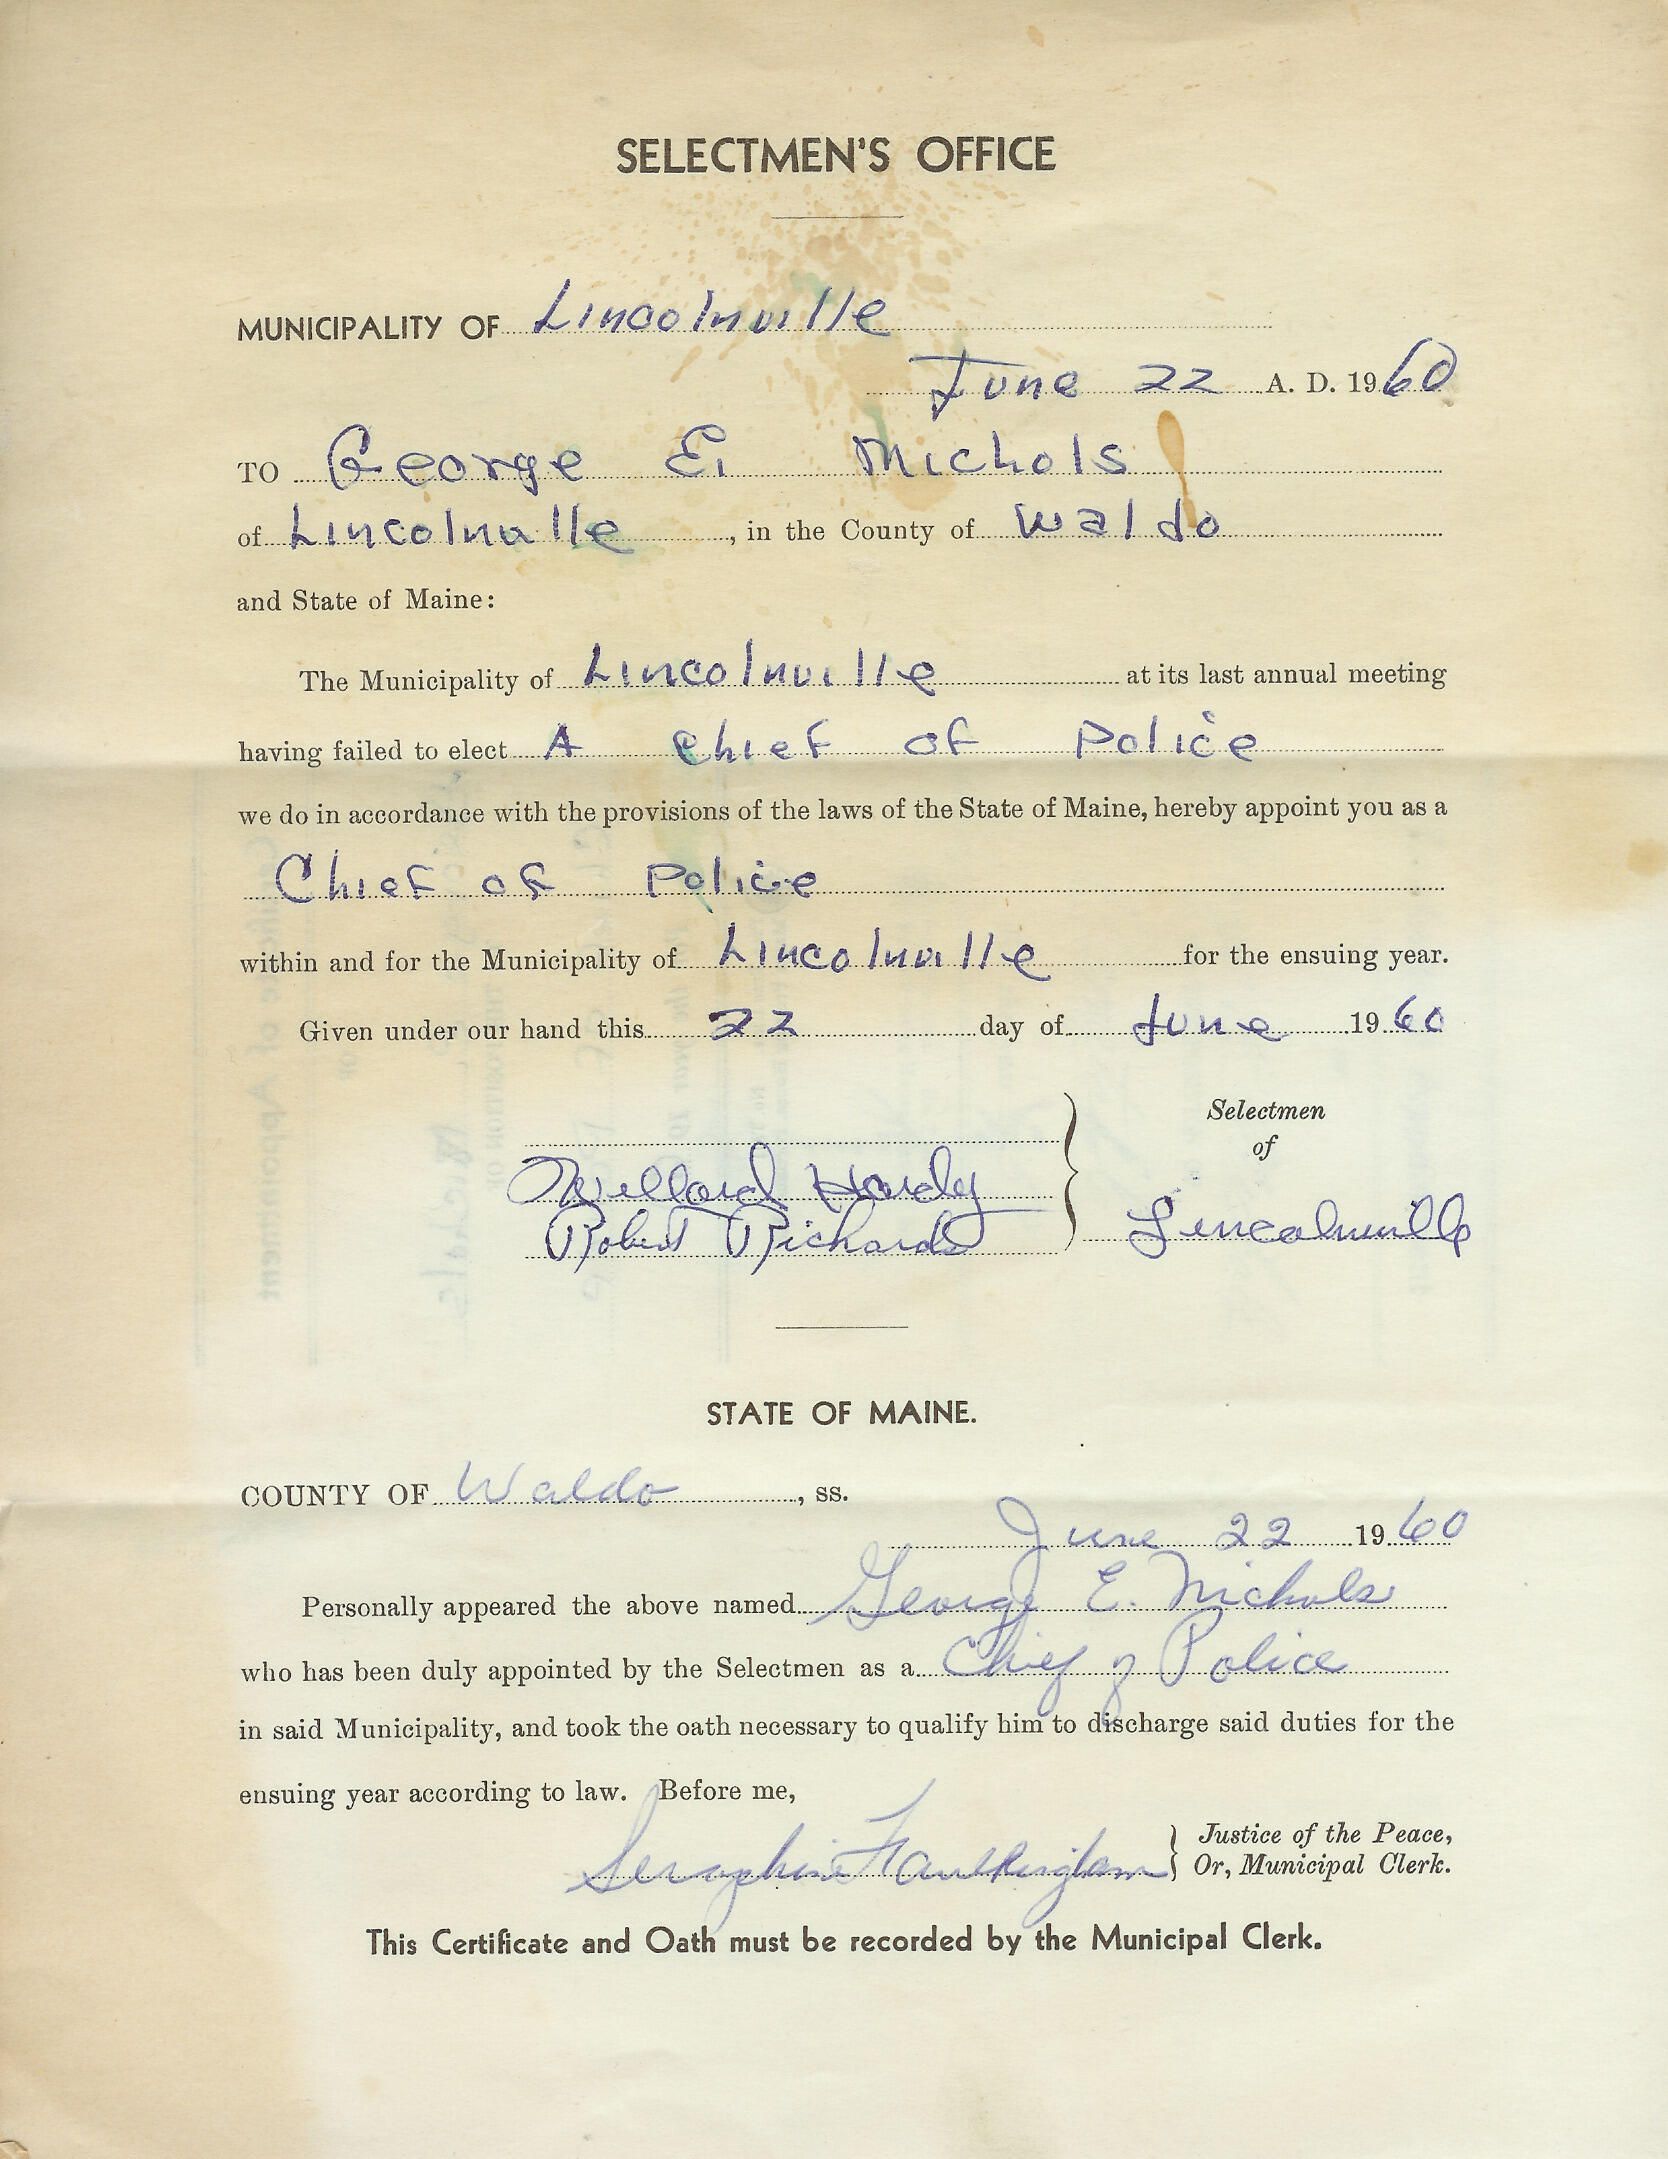 SELECTMEN'S OFFICE
MUNICIPALITY OF Lincolnville
June 22 A. D. 1960
TO George E. Nichols
of Lincolnville, in the County of Waldo
and State of Maine:
The Municipality of Lincolnville at its last annual meeting
having failed to elect A Chief of Police
we do in accordance with the provisions of the laws of the State of Maine, hereby appoint you as a
Chief of Police
within and for the Municipality of Lincolnville for the ensuing year.
Given under our hand this 22 day of June 1960
Selectmen
of
Willard Hardy
Robert Richards Lincolnville
STATE OF MAINE.
COUNTY OF Waldo, ss.
June 22 1960
Personally appeared the above named George E. Nichols
who has been duly appointed by the Selectmen as a Chief of Police
in said Municipality, and took the oath necessary to qualify him to discharge said duties for the
ensuing year according to law. Before me,
Justice of the Peace,
Seraphine Faulkingham Or, Municipal Clerk.
This Certificate and Oath must be recorded by the Municipal Clerk.